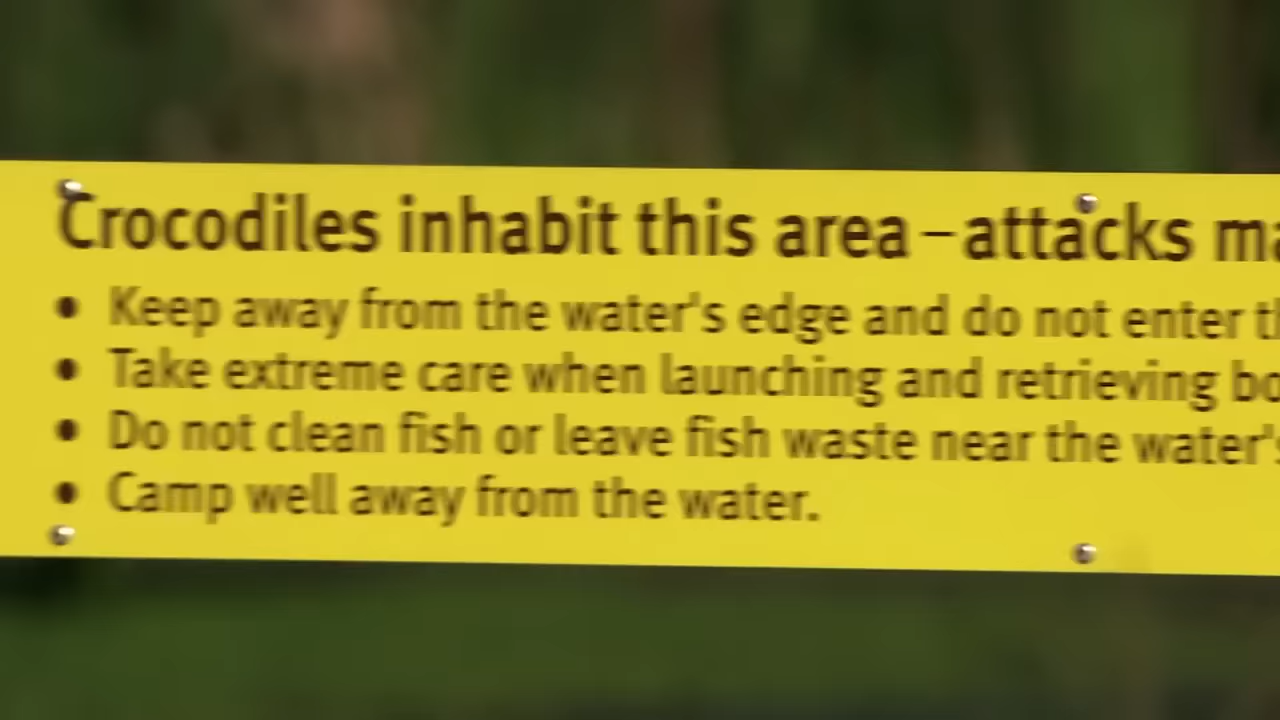 Crocodiles inhabit this area – attacks ma
• Keep away from the water's edge and do not enter th
• Take extreme care when launching and retrieving bo
• Do not clean fish or leave fish waste near the water's
• Camp well away from the water.